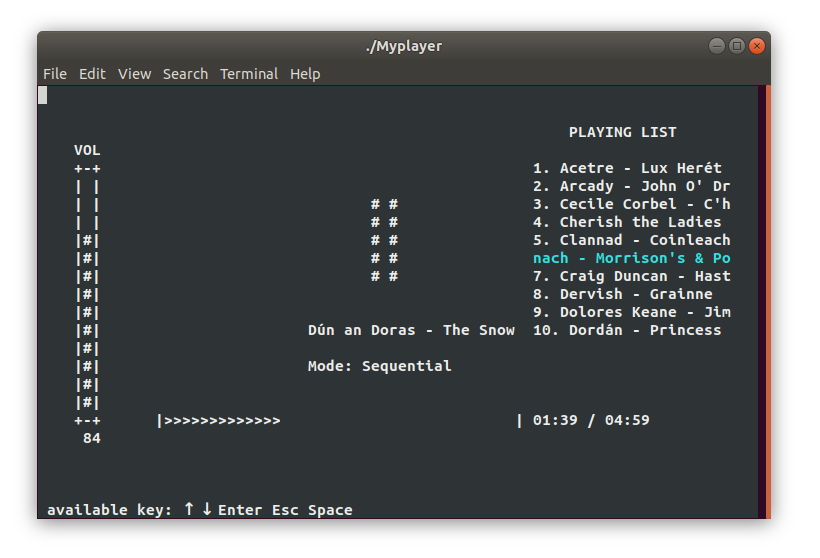 ./Myplayer
File Edit View Search Terminal Help
PLAYING LIST
VOL
+-+
| |
| |
| |
|#|
|#|
|#|
|#|
|#|
|#|
|#|
|#|
|#|
|#|
+-+
84
# #
# #
# #
# #
# #
Dún an Doras - The Snow
Mode: Sequential
|>>>>>>>>>>>>> | 01:39 / 04:59
1. Acetre - Lux Herét
2. Arcady - John O' Dr
3. Cecile Corbel - C'h
4. Cherish the Ladies
5. Clannad - Coinleach
nach - Morrison's & Po
7. Craig Duncan - Hast
8. Dervish - Grainne
9. Dolores Keane - Jim
10. Dordán - Princess
available key: ↑ ↓ Enter Esc Space